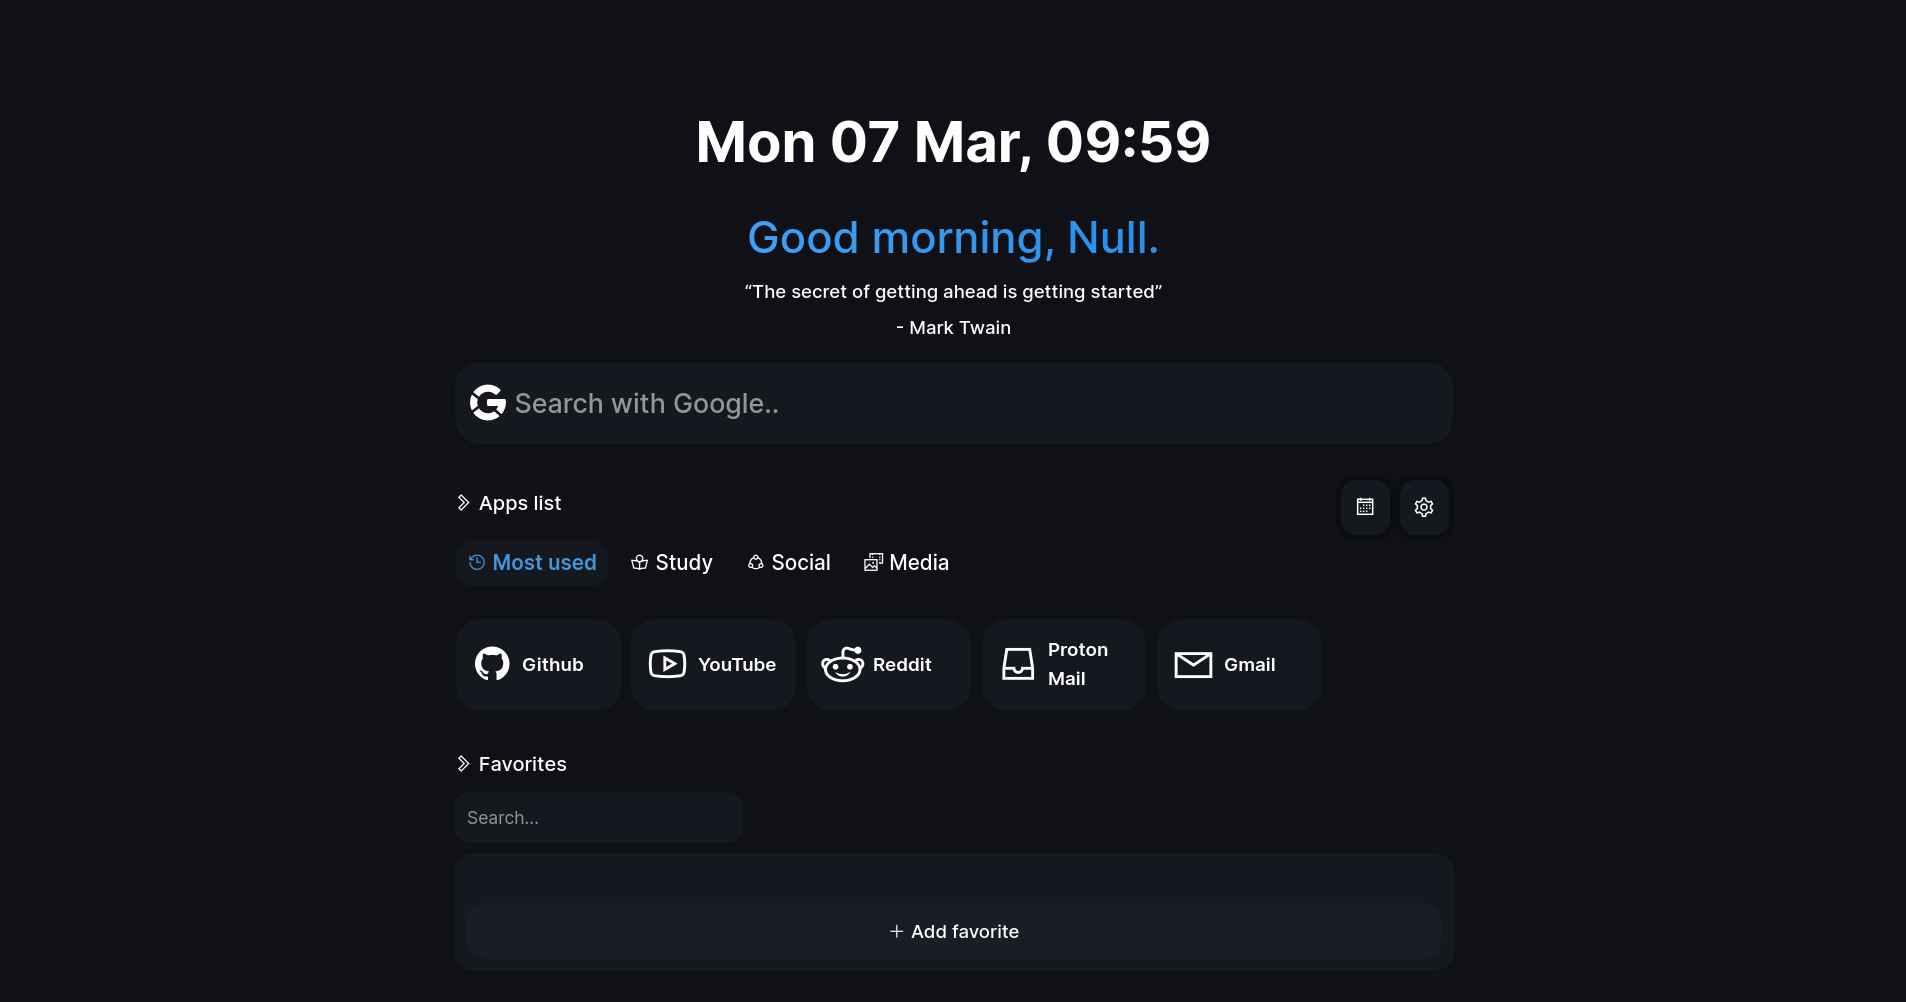 Mon 07 Mar, 09:59
Good morning, Null.
“The secret of getting ahead is getting started”
- Mark Twain
Search with Google..
Apps list
Most used Study Social Media
Github YouTube Reddit Proton Mail Gmail
Favorites
Search...
Add favorite